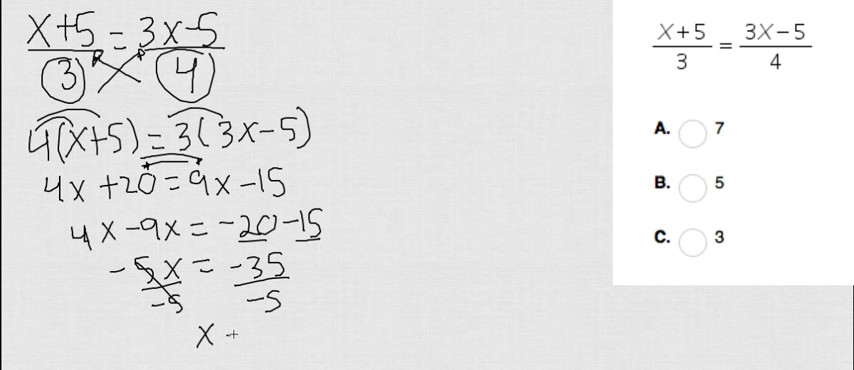 x+5 = 3x-5
3 4
4(x+5) = 3(3x-5)
4x +20 = 9x -15
4x -9x = -20 -15
-5x = -35
-5 -5
x
X+5 = 3X-5
3 4
A. 7
B. 5
C. 3